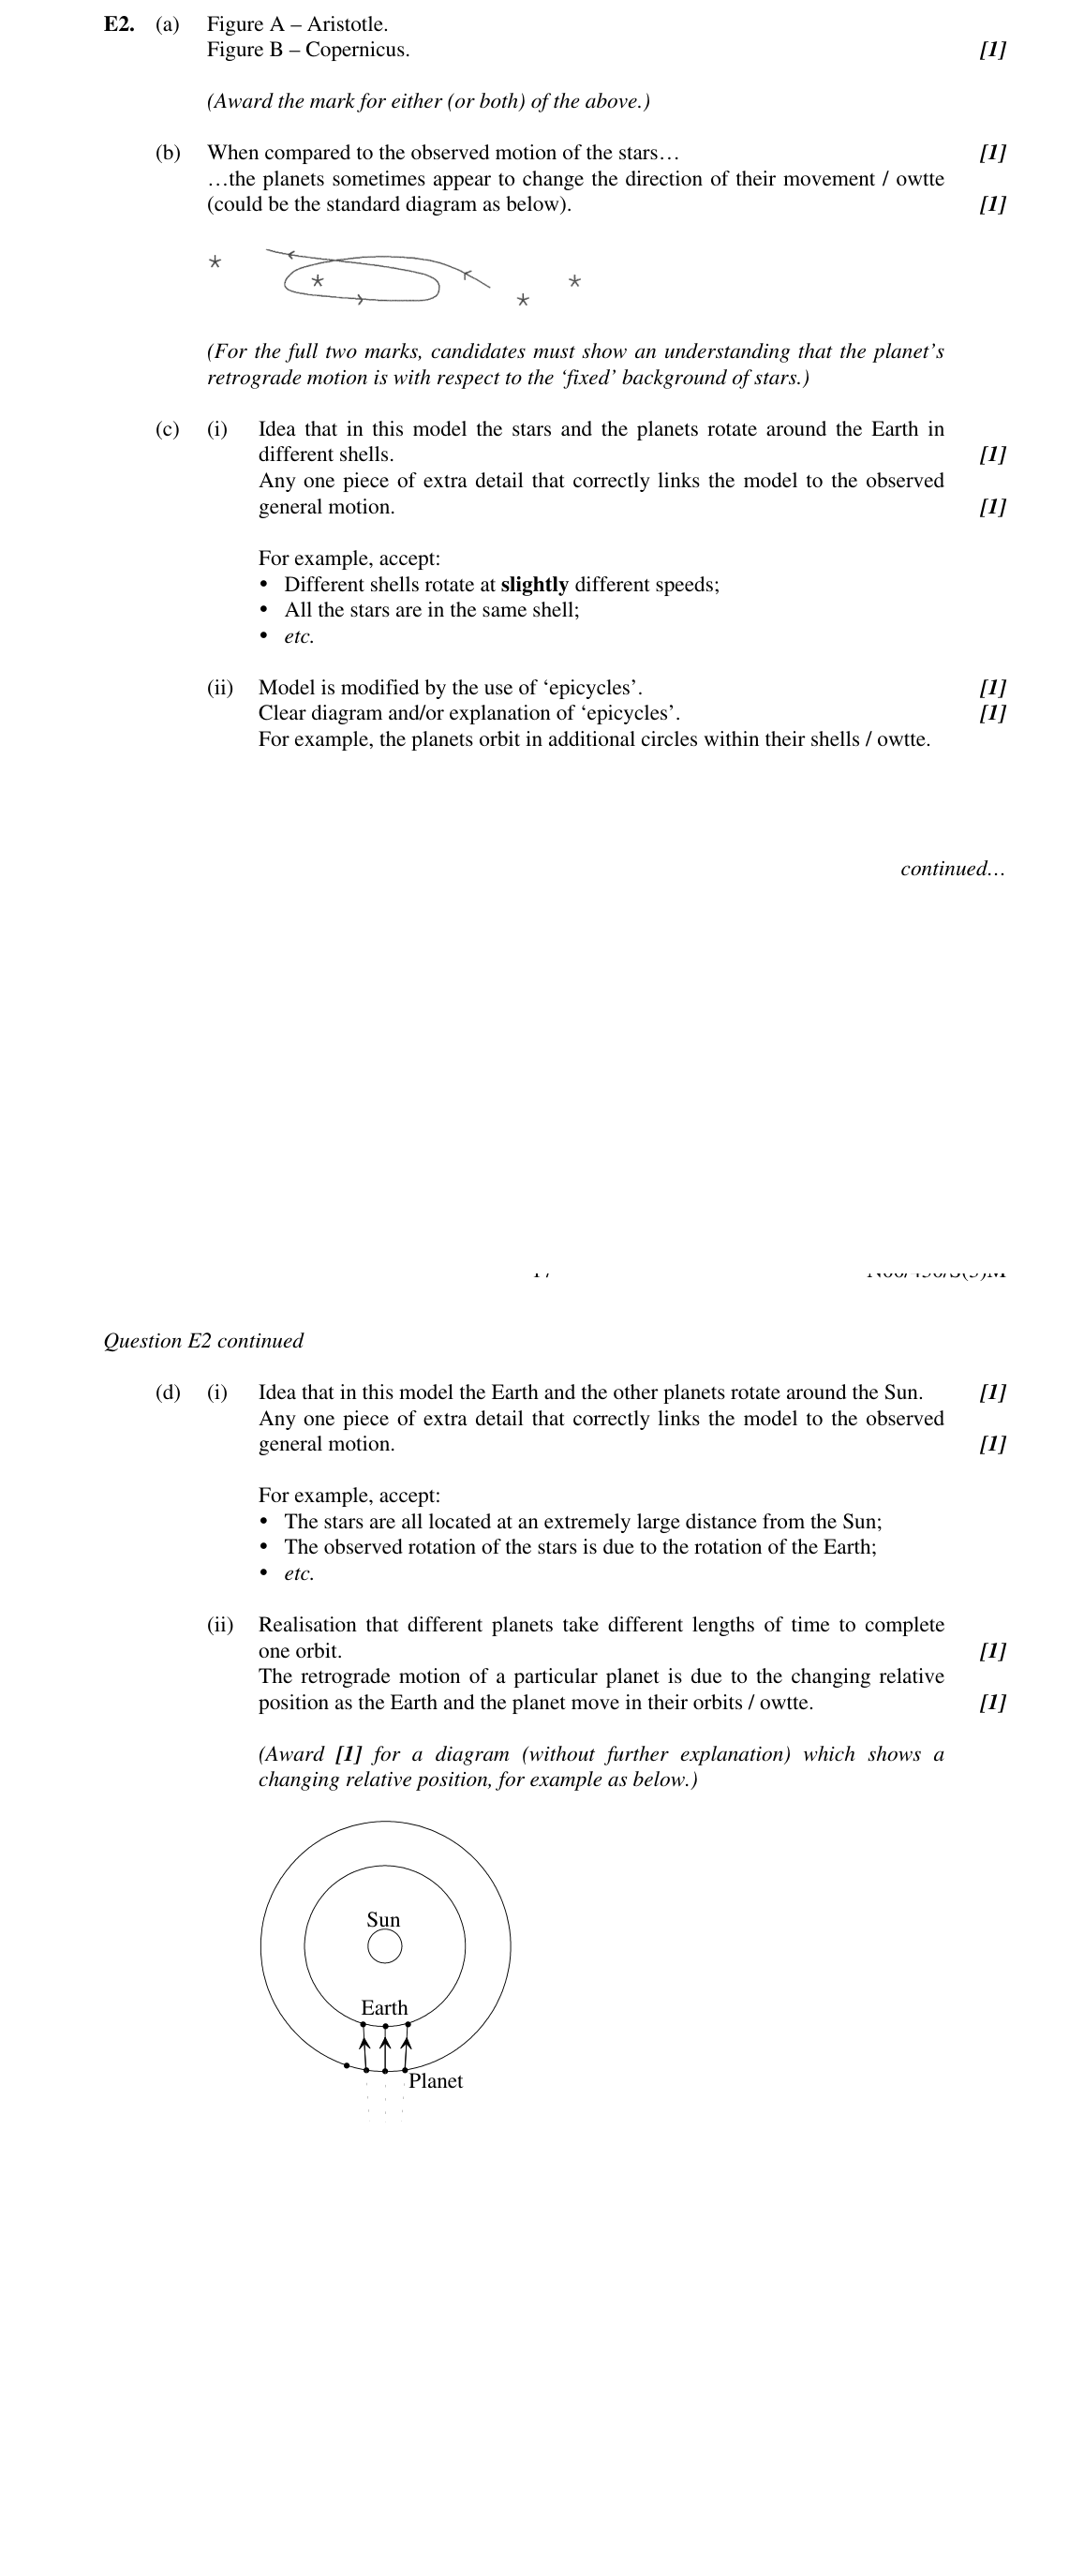 E2. (a) Figure A – Aristotle.
Figure B – Copernicus. [1]
(Award the mark for either (or both) of the above.)
(b) When compared to the observed motion of the stars… [1]
…the planets sometimes appear to change the direction of their movement / owtte
(could be the standard diagram as below). [1]
(For the full two marks, candidates must show an understanding that the planet’s
retrograde motion is with respect to the ‘fixed’ background of stars.)
(c) (i) Idea that in this model the stars and the planets rotate around the Earth in
different shells. [1]
Any one piece of extra detail that correctly links the model to the observed
general motion. [1]
For example, accept:
• Different shells rotate at slightly different speeds;
• All the stars are in the same shell;
• etc.
(ii) Model is modified by the use of ‘epicycles’. [1]
Clear diagram and/or explanation of ‘epicycles’. [1]
For example, the planets orbit in additional circles within their shells / owtte.
continued…
Question E2 continued
(d) (i) Idea that in this model the Earth and the other planets rotate around the Sun. [1]
Any one piece of extra detail that correctly links the model to the observed
general motion. [1]
For example, accept:
• The stars are all located at an extremely large distance from the Sun;
• The observed rotation of the stars is due to the rotation of the Earth;
• etc.
(ii) Realisation that different planets take different lengths of time to complete
one orbit. [1]
The retrograde motion of a particular planet is due to the changing relative
position as the Earth and the planet move in their orbits / owtte. [1]
(Award [1] for a diagram (without further explanation) which shows a
changing relative position, for example as below.)
Sun
Earth
Planet